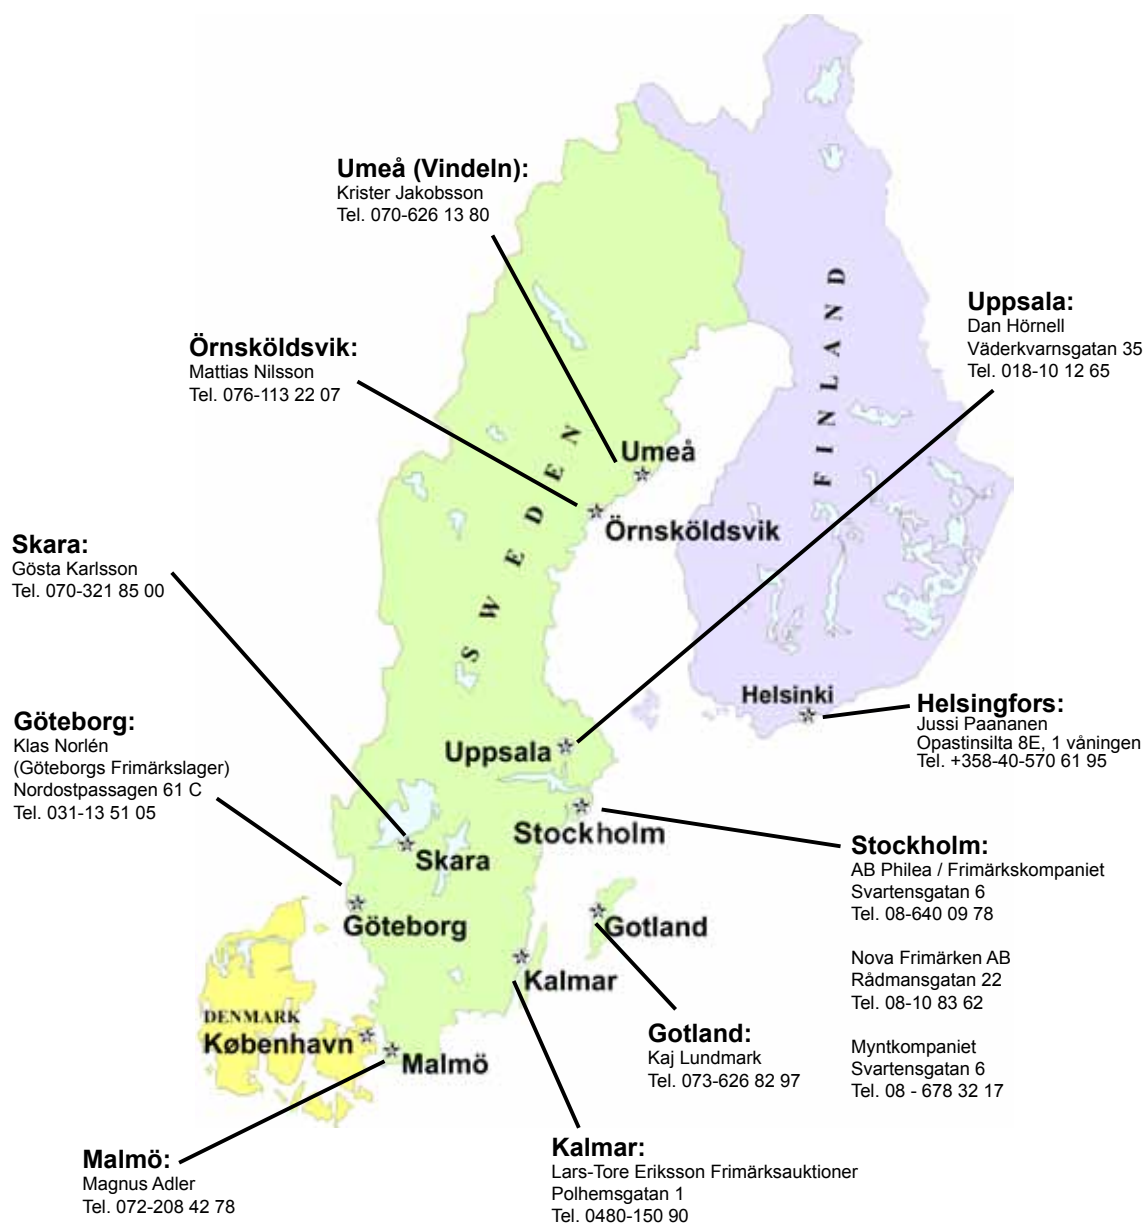 Umeå (Vindeln):
Krister Jakobsson
Tel. 070-626 13 80
Uppsala:
Dan Hörnell
Väderkvarnsgatan 35
Tel. 018-10 12 65
Örnsköldsvik:
Mattias Nilsson
Tel. 076-113 22 07
FINLAND
SWEDEN
Umeå
Örnsköldsvik
Skara:
Gösta Karlsson
Tel. 070-321 85 00
Helsinki
Helsingfors:
Jussi Paananen
Opastinsilta 8E, 1 våningen
Tel. +358-40-570 61 95
Göteborg:
Klas Norlén
(Göteborgs Frimärkslager)
Nordostpassagen 61 C
Tel. 031-13 51 05
Uppsala
Stockholm
Skara
Stockholm:
AB Philea / Frimärkskompaniet
Svartensgatan 6
Tel. 08-640 09 78
Nova Frimärken AB
Rådmansgatan 22
Tel. 08-10 83 62
Myntkompaniet
Svartensgatan 6
Tel. 08 - 678 32 17
Göteborg
Gotland
Kalmar
DENMARK
København
Malmö
Gotland:
Kaj Lundmark
Tel. 073-626 82 97
Malmö:
Magnus Adler
Tel. 072-208 42 78
Kalmar:
Lars-Tore Eriksson Frimärksauktioner
Polhemsgatan 1
Tel. 0480-150 90